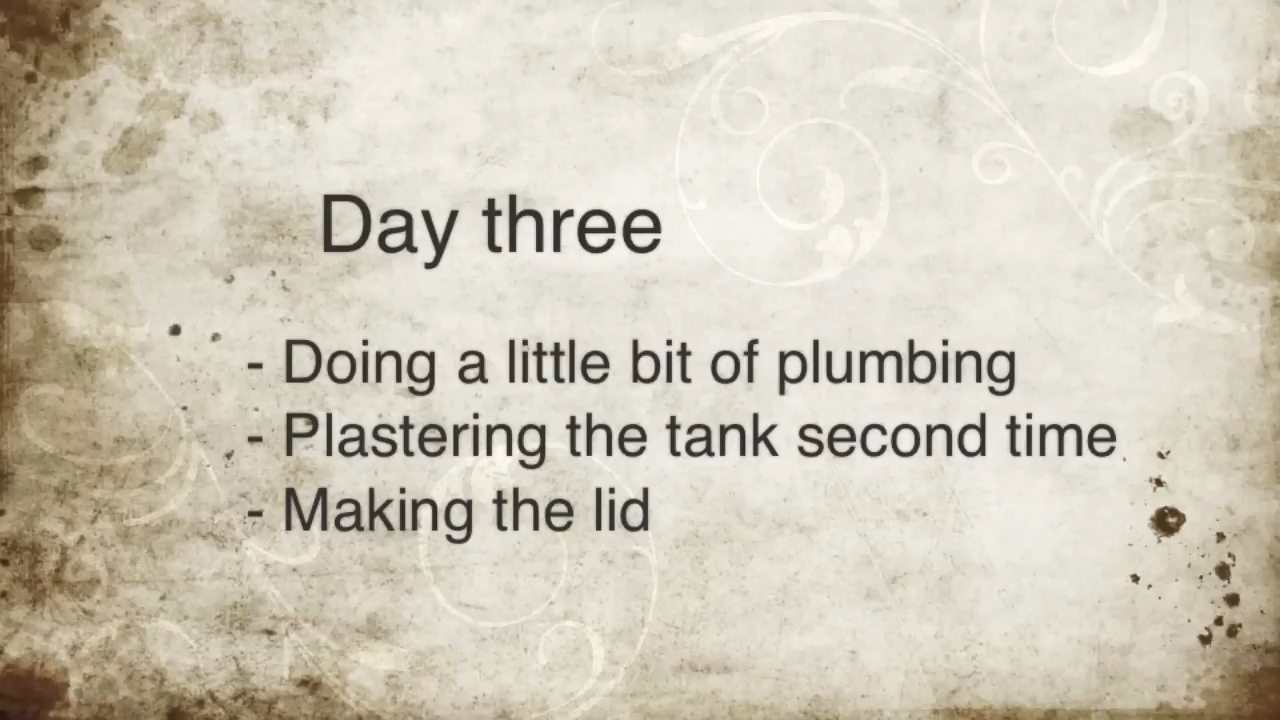 Day three
- Doing a little bit of plumbing
- Plastering the tank second time
- Making the lid